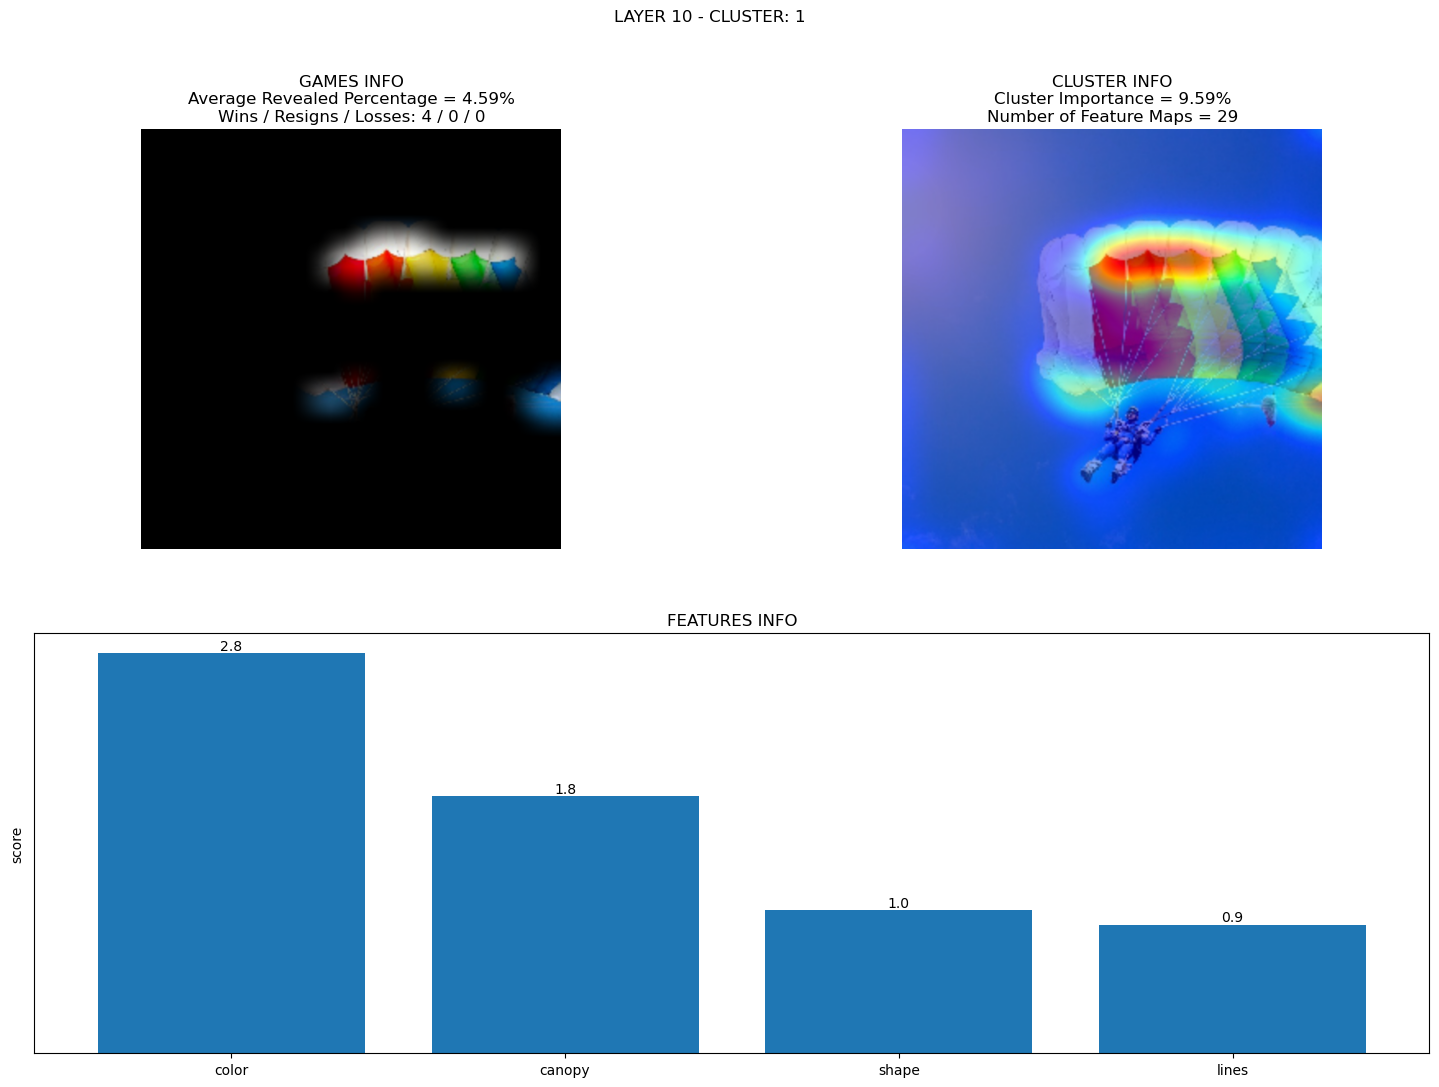 LAYER 10 - CLUSTER: 1
GAMES INFO
Average Revealed Percentage = 4.59%
Wins / Resigns / Losses: 4 / 0 / 0
CLUSTER INFO
Cluster Importance = 9.59%
Number of Feature Maps = 29
FEATURES INFO
score
2.8
1.8
1.0
0.9
color
canopy
shape
lines